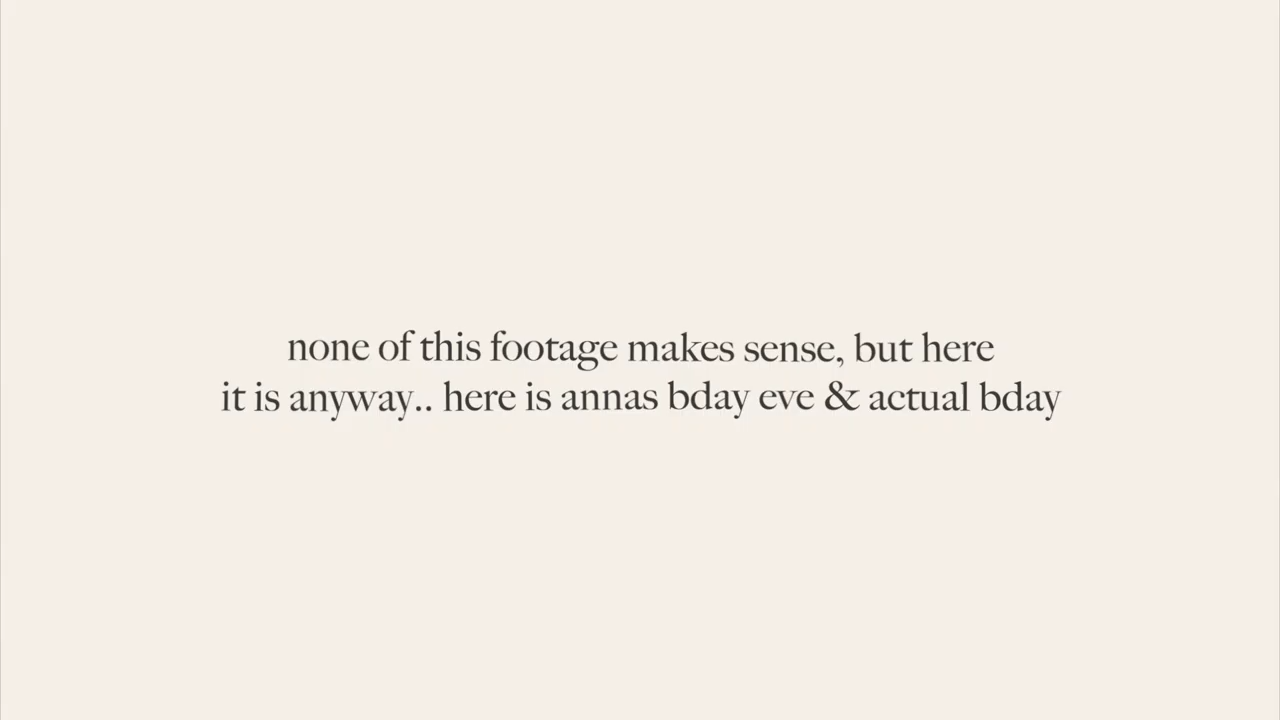 none of this footage makes sense, but here
it is anyway.. here is annas bday eve & actual bday